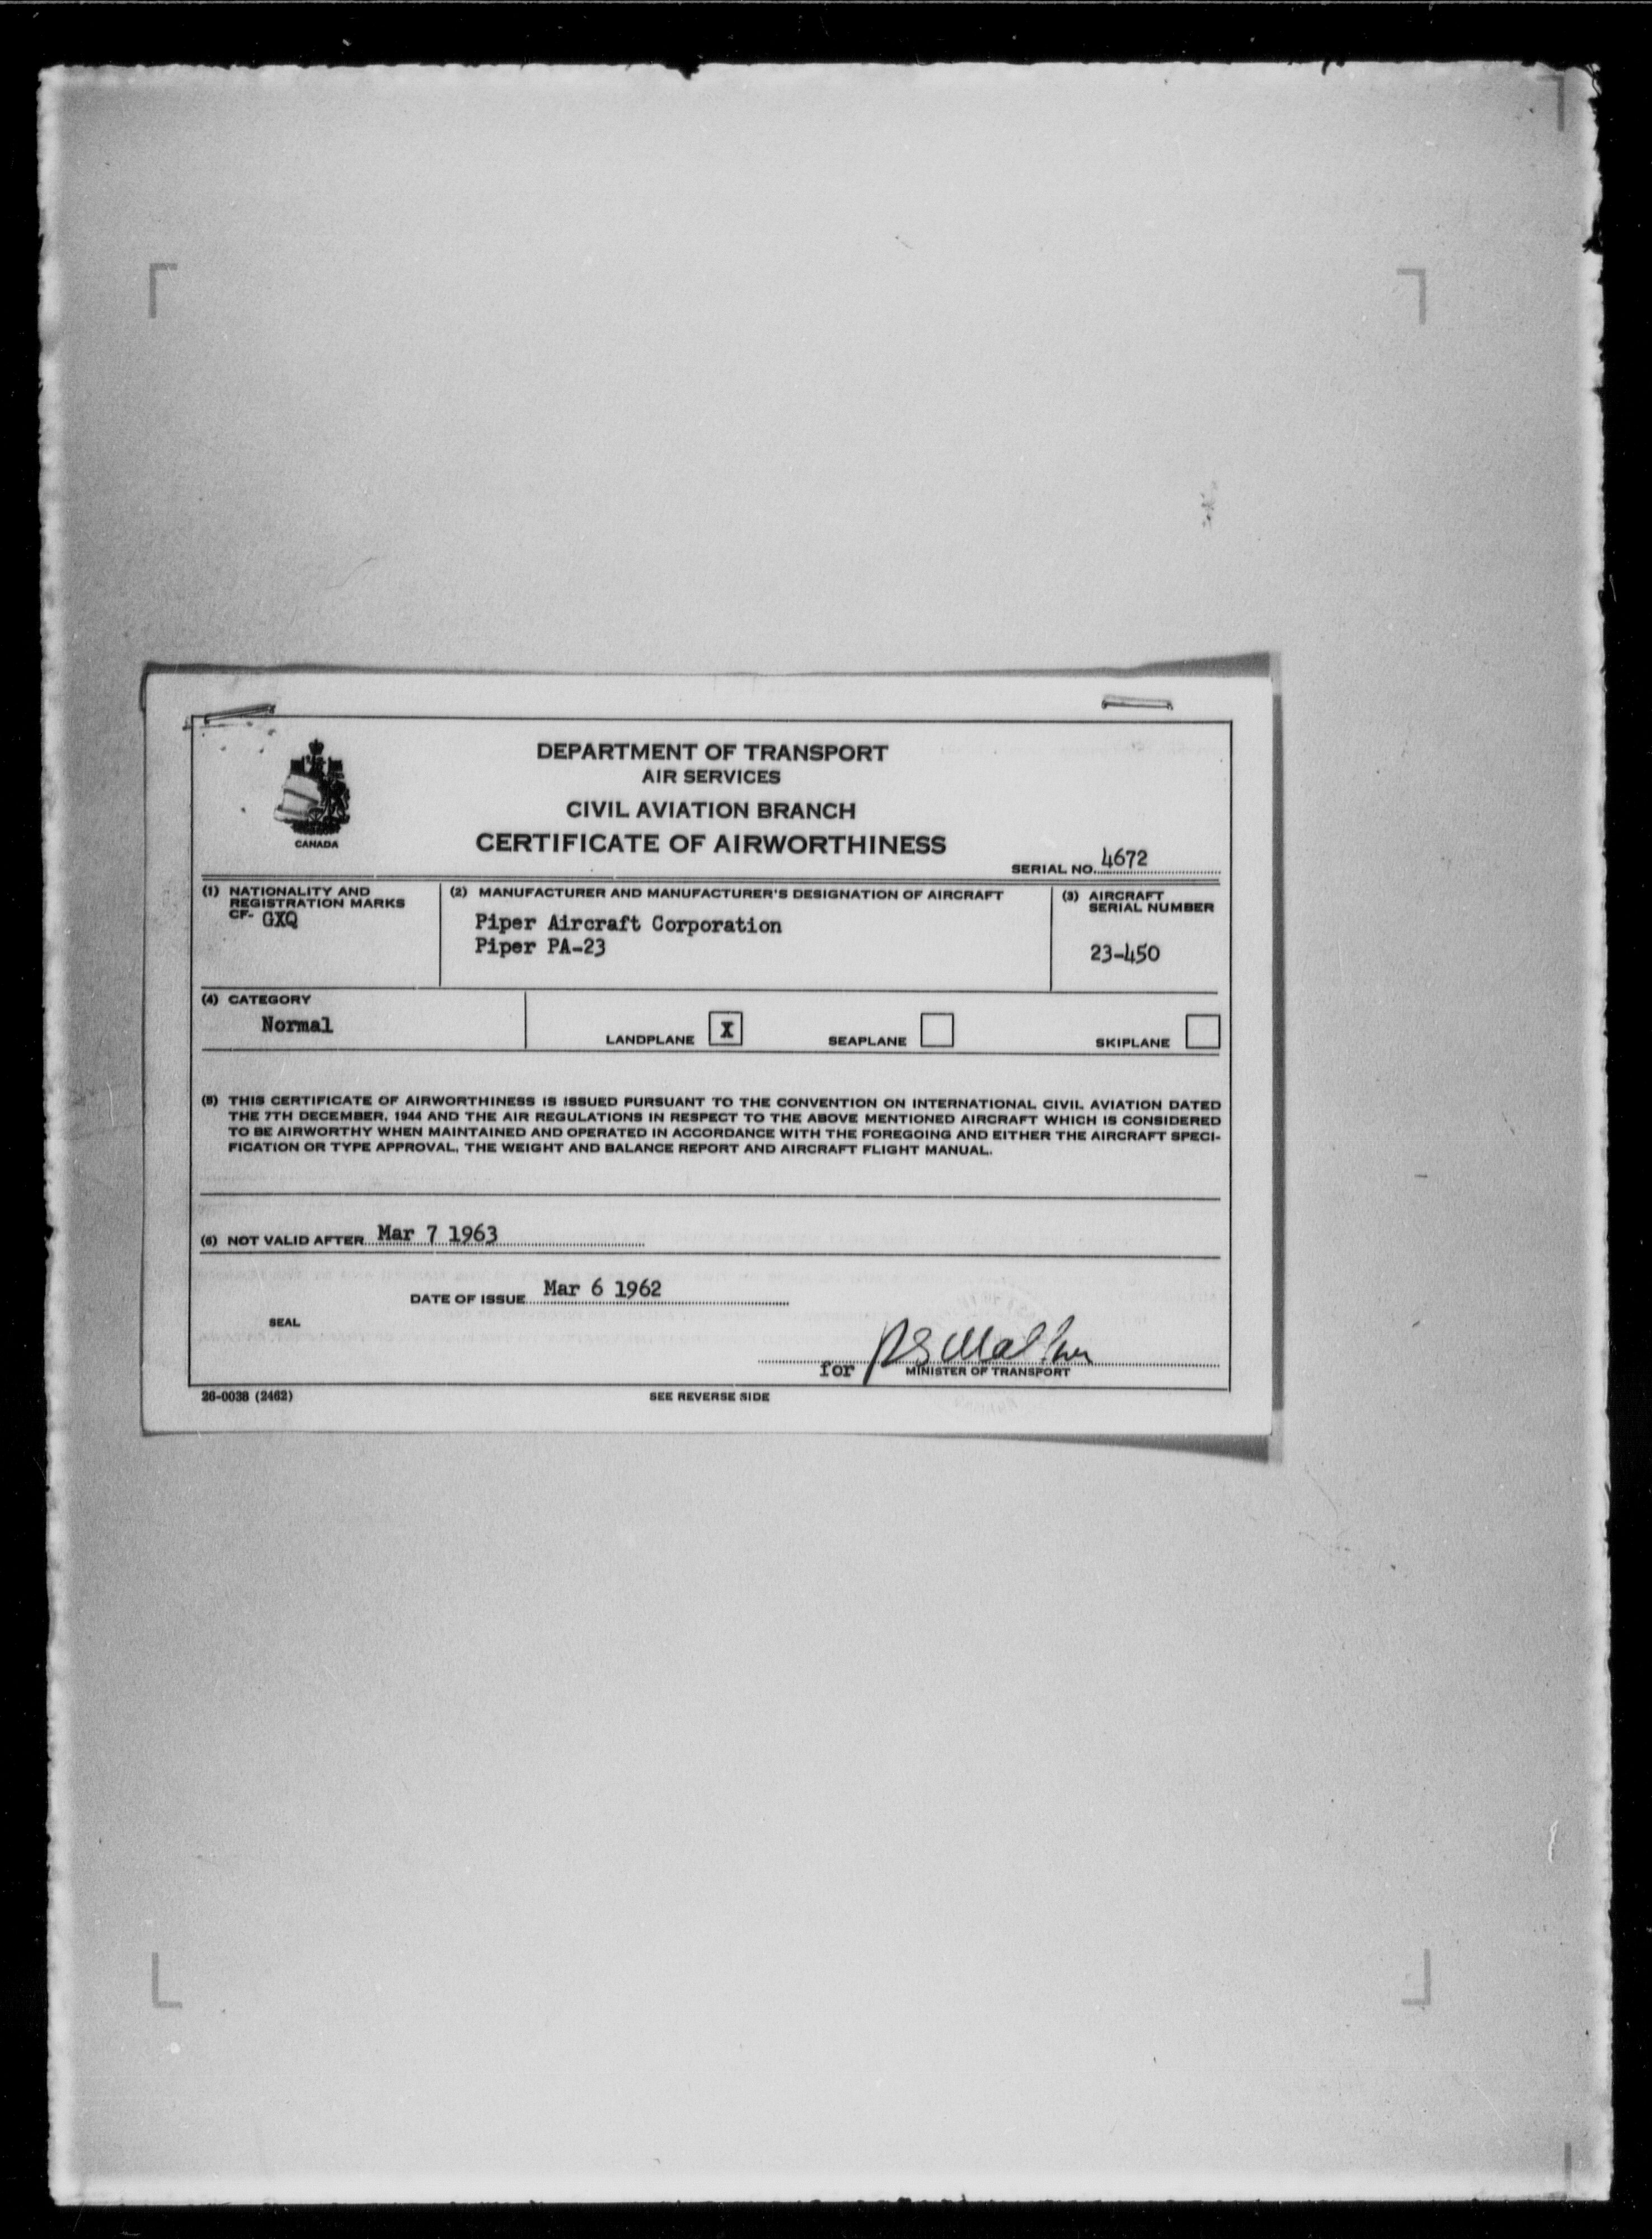 CANADA
DEPARTMENT OF TRANSPORT
AIR SERVICES
CIVIL AVIATION BRANCH
CERTIFICATE OF AIRWORTHINESS
SERIAL NO. 4672
(1) NATIONALITY AND
REGISTRATION MARKS
CF- GXQ
(2) MANUFACTURER AND MANUFACTURER'S DESIGNATION OF AIRCRAFT
Piper Aircraft Corporation
Piper PA-23
(3) AIRCRAFT
SERIAL NUMBER
23-450
(4) CATEGORY
Normal
LANDPLANE X SEAPLANE SKIPLANE
(5) THIS CERTIFICATE OF AIRWORTHINESS IS ISSUED PURSUANT TO THE CONVENTION ON INTERNATIONAL CIVIL AVIATION DATED
THE 7TH DECEMBER, 1944 AND THE AIR REGULATIONS IN RESPECT TO THE ABOVE MENTIONED AIRCRAFT WHICH IS CONSIDERED
TO BE AIRWORTHY WHEN MAINTAINED AND OPERATED IN ACCORDANCE WITH THE FOREGOING AND EITHER THE AIRCRAFT SPECI-
FICATION OR TYPE APPROVAL, THE WEIGHT AND BALANCE REPORT AND AIRCRAFT FLIGHT MANUAL.
(6) NOT VALID AFTER Mar 7 1963
DATE OF ISSUE Mar 6 1962
SEAL
for
MINISTER OF TRANSPORT
26-0038 (2462)
SEE REVERSE SIDE